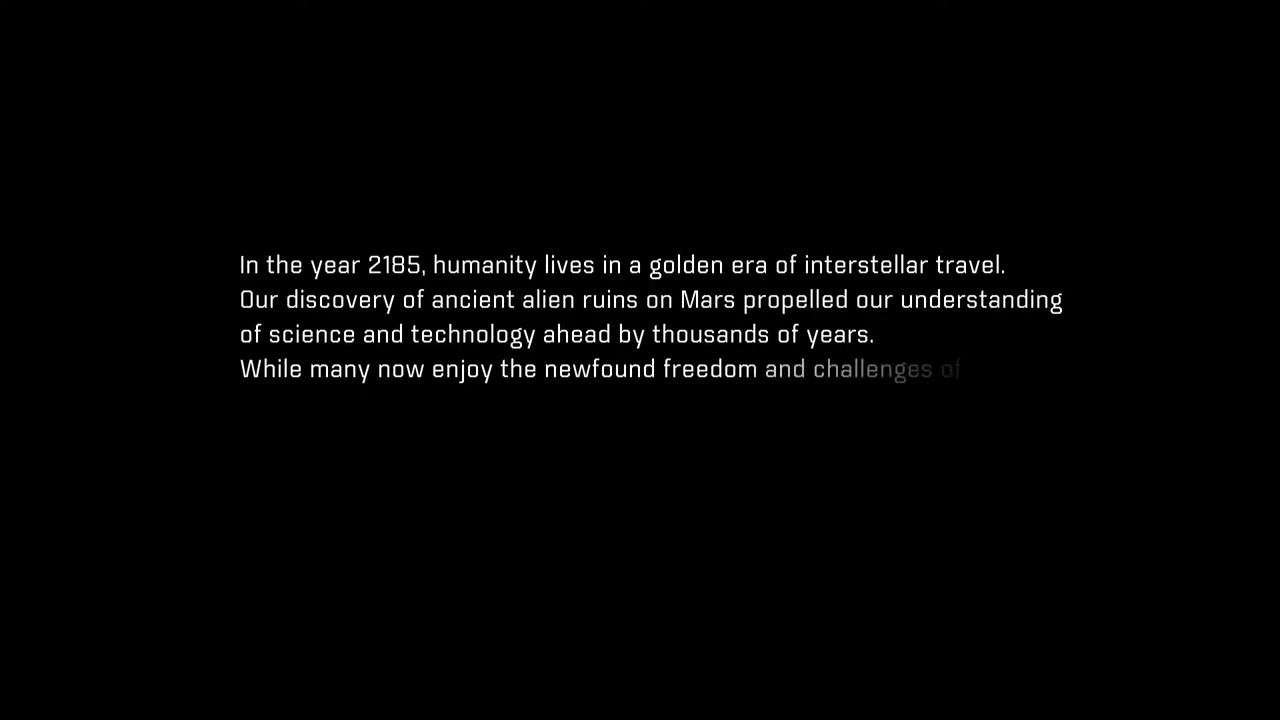 In the year 2185, humanity lives in a golden era of interstellar travel.
Our discovery of ancient alien ruins on Mars propelled our understanding
of science and technology ahead by thousands of years.
While many now enjoy the newfound freedom and challenges of